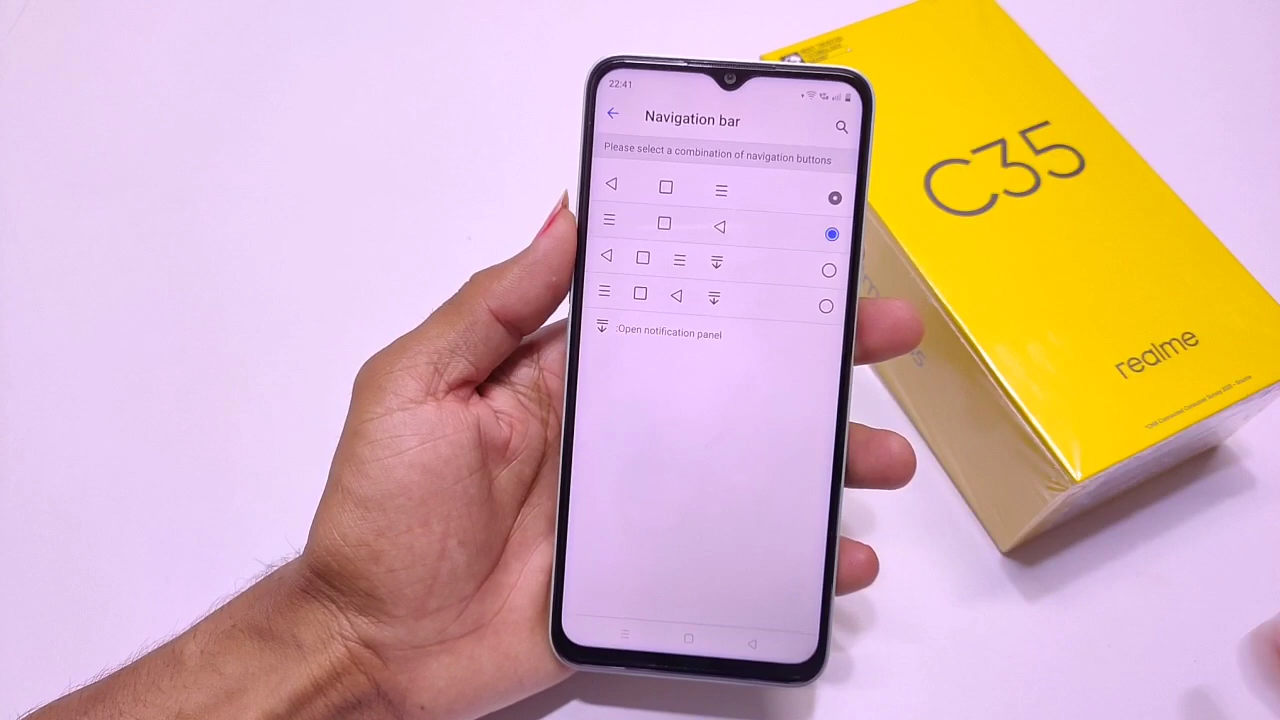 22:41
Navigation bar
Please select a combination of navigation buttons
:Open notification panel
C35
realme